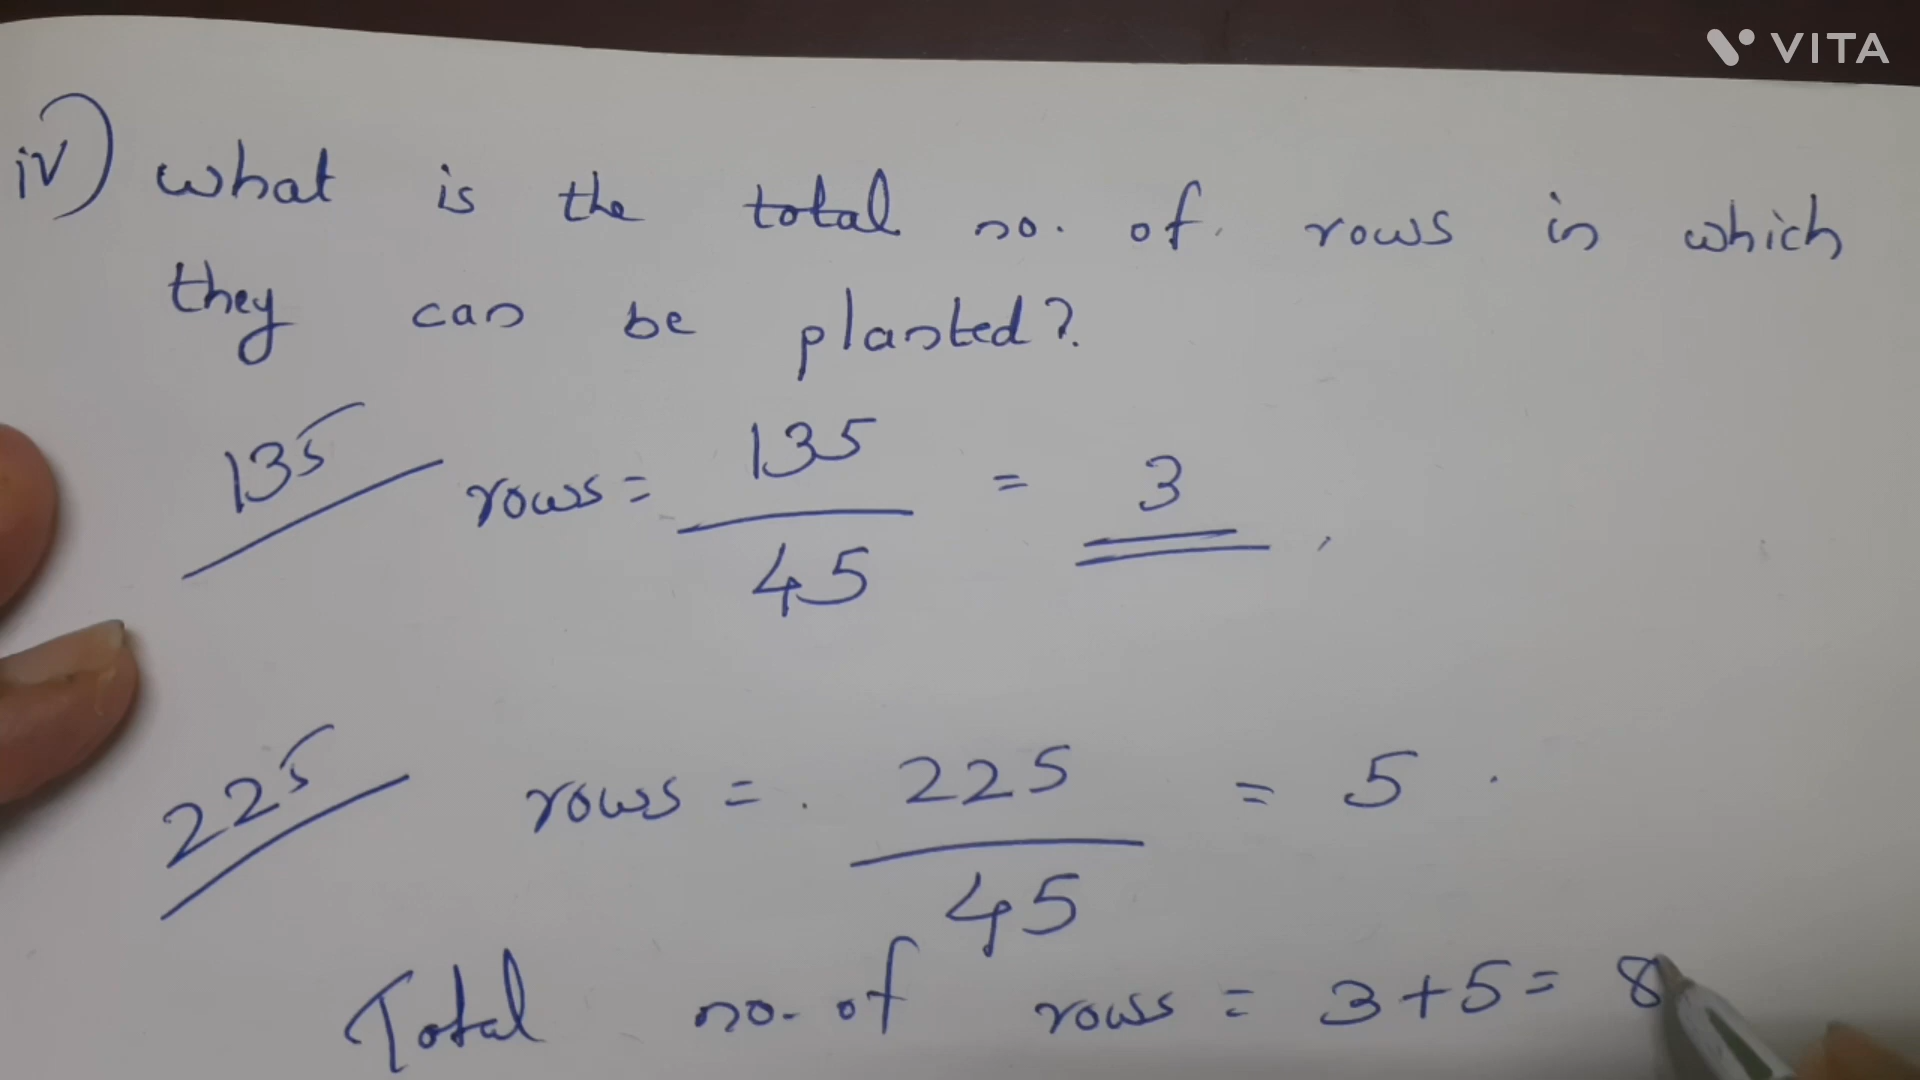 VITA
iv) what is the total no. of rows in which
they can be planted?
135 rows = 135/45 = 3
225 rows = 225/45 = 5
Total no. of rows = 3+5 = 8